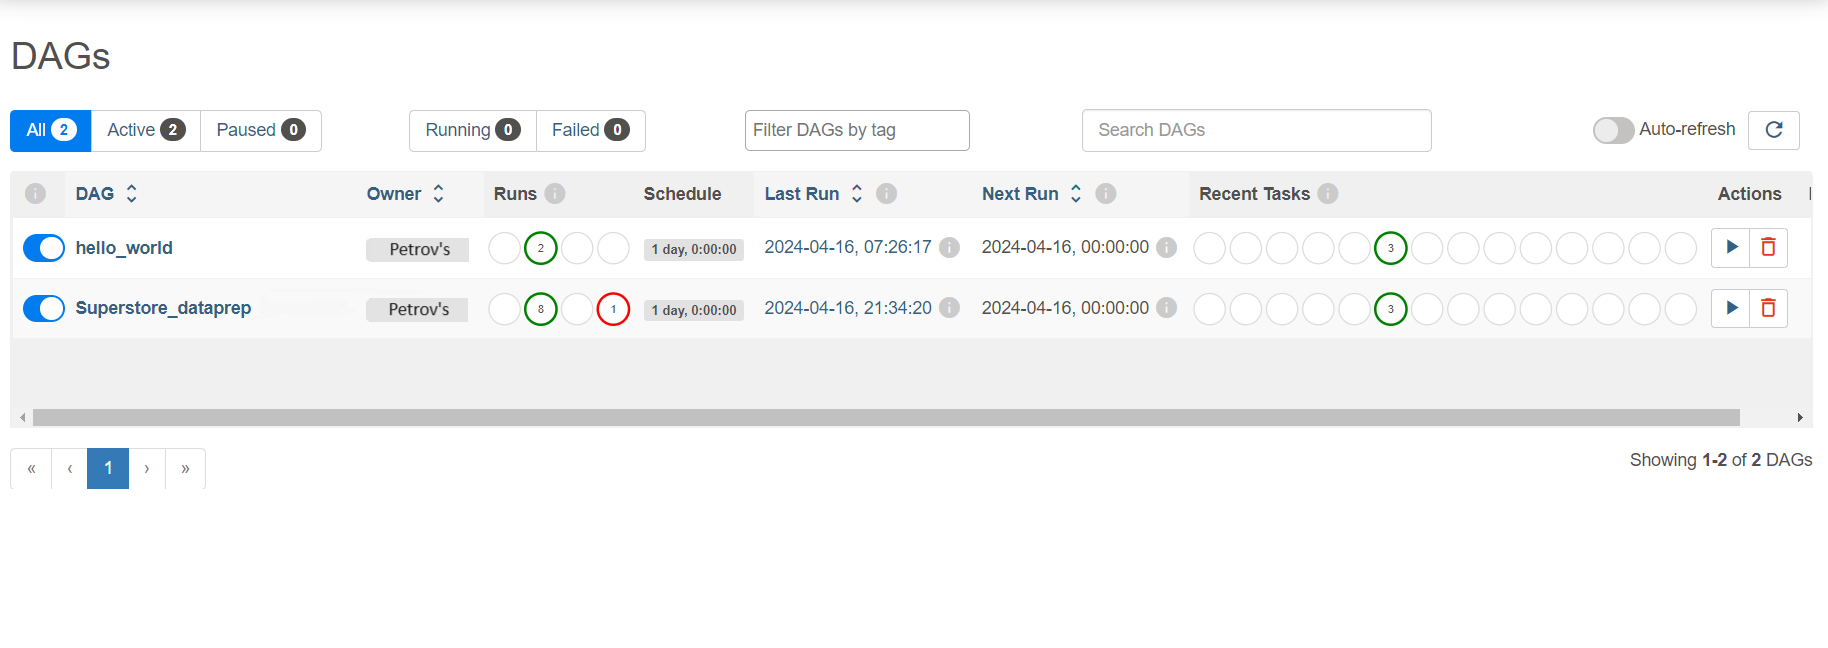 DAGs
All 2 Active 2 Paused 0 Running 0 Failed 0 Filter DAGs by tag Search DAGs Auto-refresh
DAG Owner Runs Schedule Last Run Next Run Recent Tasks Actions
hello_world Petrov's 2 1 day, 0:00:00 2024-04-16, 07:26:17 2024-04-16, 00:00:00 3
Superstore_dataprep Petrov's 8 1 1 day, 0:00:00 2024-04-16, 21:34:20 2024-04-16, 00:00:00 3
« ‹ 1 › » Showing 1-2 of 2 DAGs